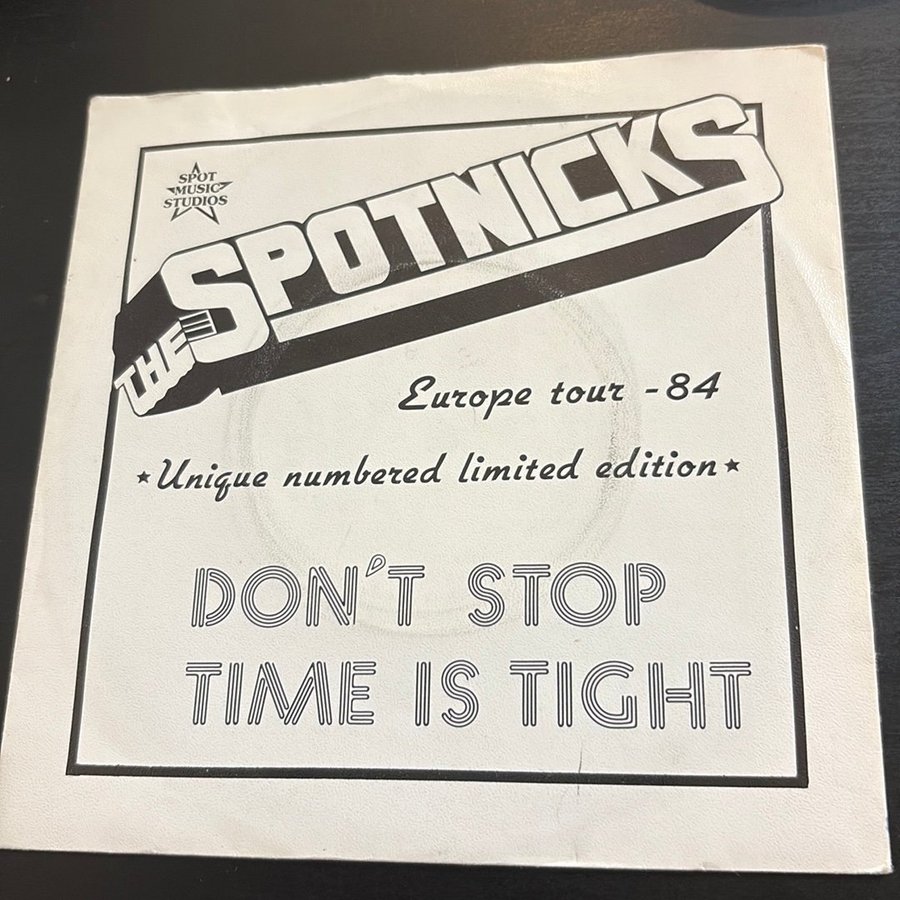 SPOT
MUSIC
STUDIOS
THE SPOTNICKS
Europe tour -84
★Unique numbered limited edition★
DON'T STOP
TIME IS TIGHT